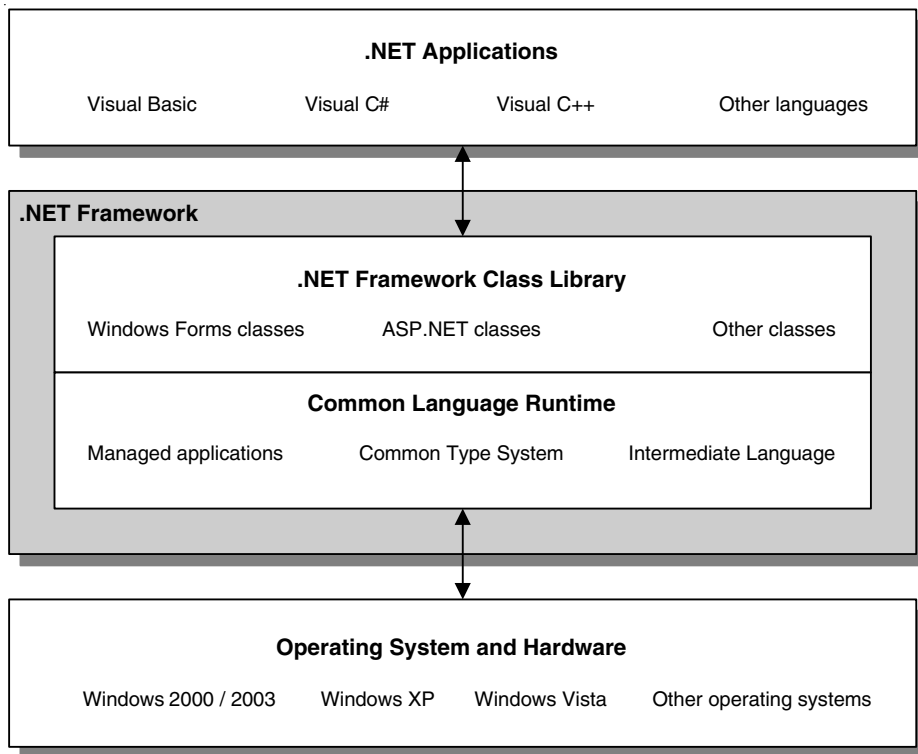 .NET Applications
Visual Basic Visual C# Visual C++ Other languages
.NET Framework
.NET Framework Class Library
Windows Forms classes ASP.NET classes Other classes
Common Language Runtime
Managed applications Common Type System Intermediate Language
Operating System and Hardware
Windows 2000 / 2003 Windows XP Windows Vista Other operating systems